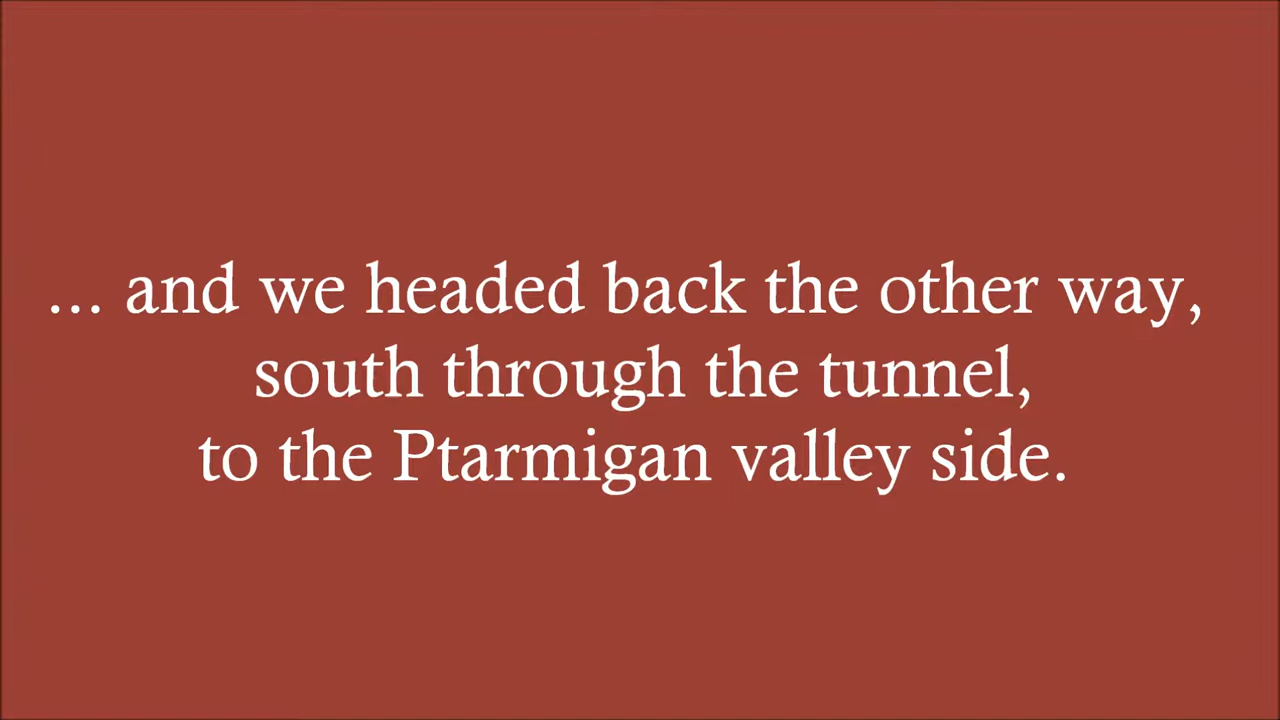 ... and we headed back the other way,
south through the tunnel,
to the Ptarmigan valley side.